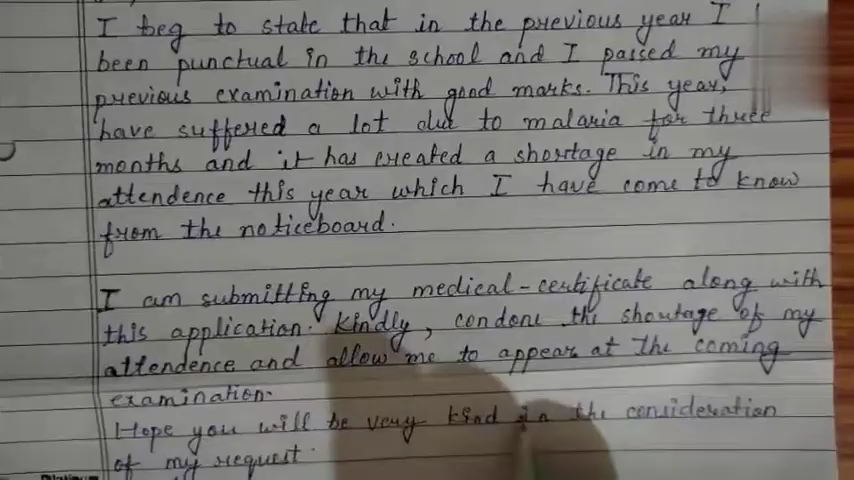 I beg to state that in the previous year I
been punctual in the school and I passed my
previous examination with good marks. This year,
have suffered a lot due to malaria for three
months and it has created a shortage in my
attendence this year which I have come to know
from the noticeboard.
I am submitting my medical-certificate along with
this application. Kindly, condone the shortage of my
attendence and allow me to appear at the coming
examination.
Hope you will be very kind in the consideration
of my request.
Platinum